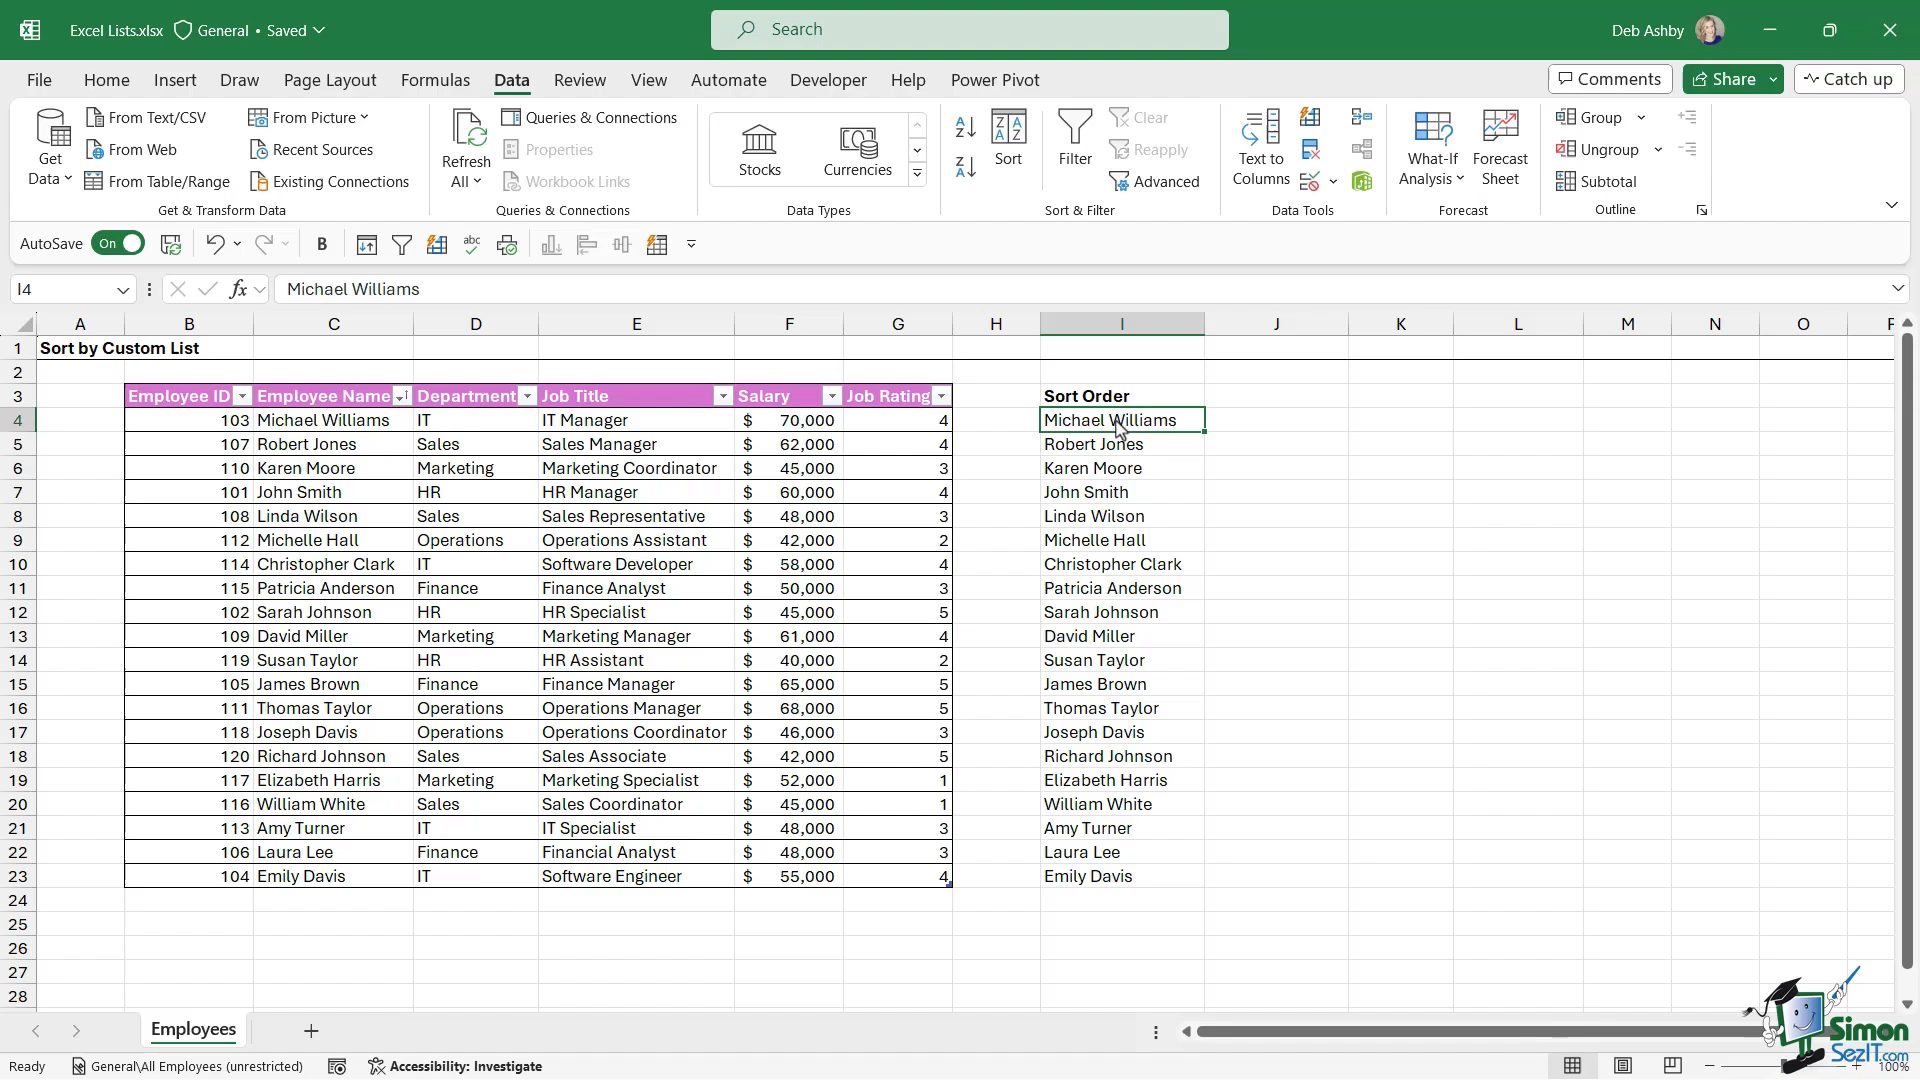 Excel Lists.xlsx General • Saved
Search
Deb Ashby
File Home Insert Draw Page Layout Formulas Data Review View Automate Developer Help Power Pivot
Comments Share Catch up
Get Data
From Text/CSV
From Web
From Table/Range
From Picture
Recent Sources
Existing Connections
Get & Transform Data
Refresh All
Queries & Connections
Properties
Workbook Links
Queries & Connections
Stocks
Currencies
Data Types
Sort
Filter
Clear
Reapply
Advanced
Sort & Filter
Text to Columns
Data Tools
What-If Analysis
Forecast Sheet
Forecast
Group
Ungroup
Subtotal
Outline
AutoSave On
B
abc
I4
fx
Michael Williams
A B C D E F G H I J K L M N O P
1 Sort by Custom List
2
3 Employee ID Employee Name Department Job Title Salary Job Rating Sort Order
4 103 Michael Williams IT IT Manager $ 70,000 4 Michael Williams
5 107 Robert Jones Sales Sales Manager $ 62,000 4 Robert Jones
6 110 Karen Moore Marketing Marketing Coordinator $ 45,000 3 Karen Moore
7 101 John Smith HR HR Manager $ 60,000 4 John Smith
8 108 Linda Wilson Sales Sales Representative $ 48,000 3 Linda Wilson
9 112 Michelle Hall Operations Operations Assistant $ 42,000 2 Michelle Hall
10 114 Christopher Clark IT Software Developer $ 58,000 4 Christopher Clark
11 115 Patricia Anderson Finance Finance Analyst $ 50,000 3 Patricia Anderson
12 102 Sarah Johnson HR HR Specialist $ 45,000 5 Sarah Johnson
13 109 David Miller Marketing Marketing Manager $ 61,000 4 David Miller
14 119 Susan Taylor HR HR Assistant $ 40,000 2 Susan Taylor
15 105 James Brown Finance Finance Manager $ 65,000 5 James Brown
16 111 Thomas Taylor Operations Operations Manager $ 68,000 5 Thomas Taylor
17 118 Joseph Davis Operations Operations Coordinator $ 46,000 3 Joseph Davis
18 120 Richard Johnson Sales Sales Associate $ 42,000 5 Richard Johnson
19 117 Elizabeth Harris Marketing Marketing Specialist $ 52,000 1 Elizabeth Harris
20 116 William White Sales Sales Coordinator $ 45,000 1 William White
21 113 Amy Turner IT IT Specialist $ 48,000 3 Amy Turner
22 106 Laura Lee Finance Financial Analyst $ 48,000 3 Laura Lee
23 104 Emily Davis IT Software Engineer $ 55,000 4 Emily Davis
24
25
26
27
28
Employees
Simon
SezIT.com
Ready General\All Employees (unrestricted) Accessibility: Investigate 100%